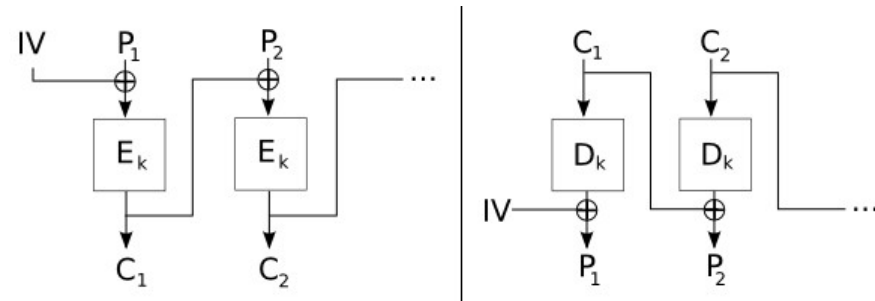 IV P1 P2
...
Ek Ek
C1 C2
C1 C2
Dk Dk
IV ...
P1 P2